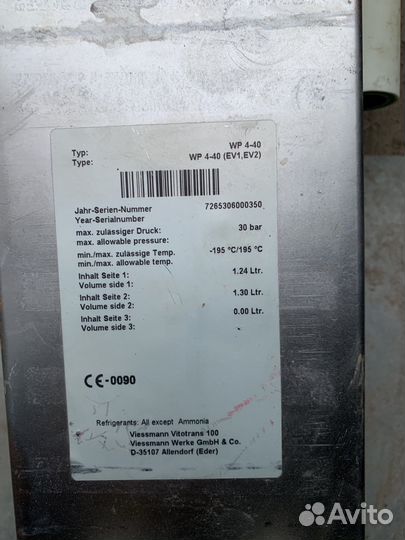 Typ: WP 4-40
Type: WP 4-40 (EV1,EV2)
Jahr-Serien-Nummer 7265306000350
Year-Serialnumber
max. zulässiger Druck: 30 bar
max. allowable pressure:
min./max. zulässige Temp. -195 °C/195 °C
min./max. allowable temp.
Inhalt Seite 1: 1.24 Ltr.
Volume side 1:
Inhalt Seite 2: 1.30 Ltr.
Volume side 2:
Inhalt Seite 3: 0.00 Ltr.
Volume side 3:
CE-0090
Refrigerants: All except Ammonia
Viessmann Vitotrans 100
Viessmann Werke GmbH & Co.
D-35107 Allendorf (Eder)
Avito